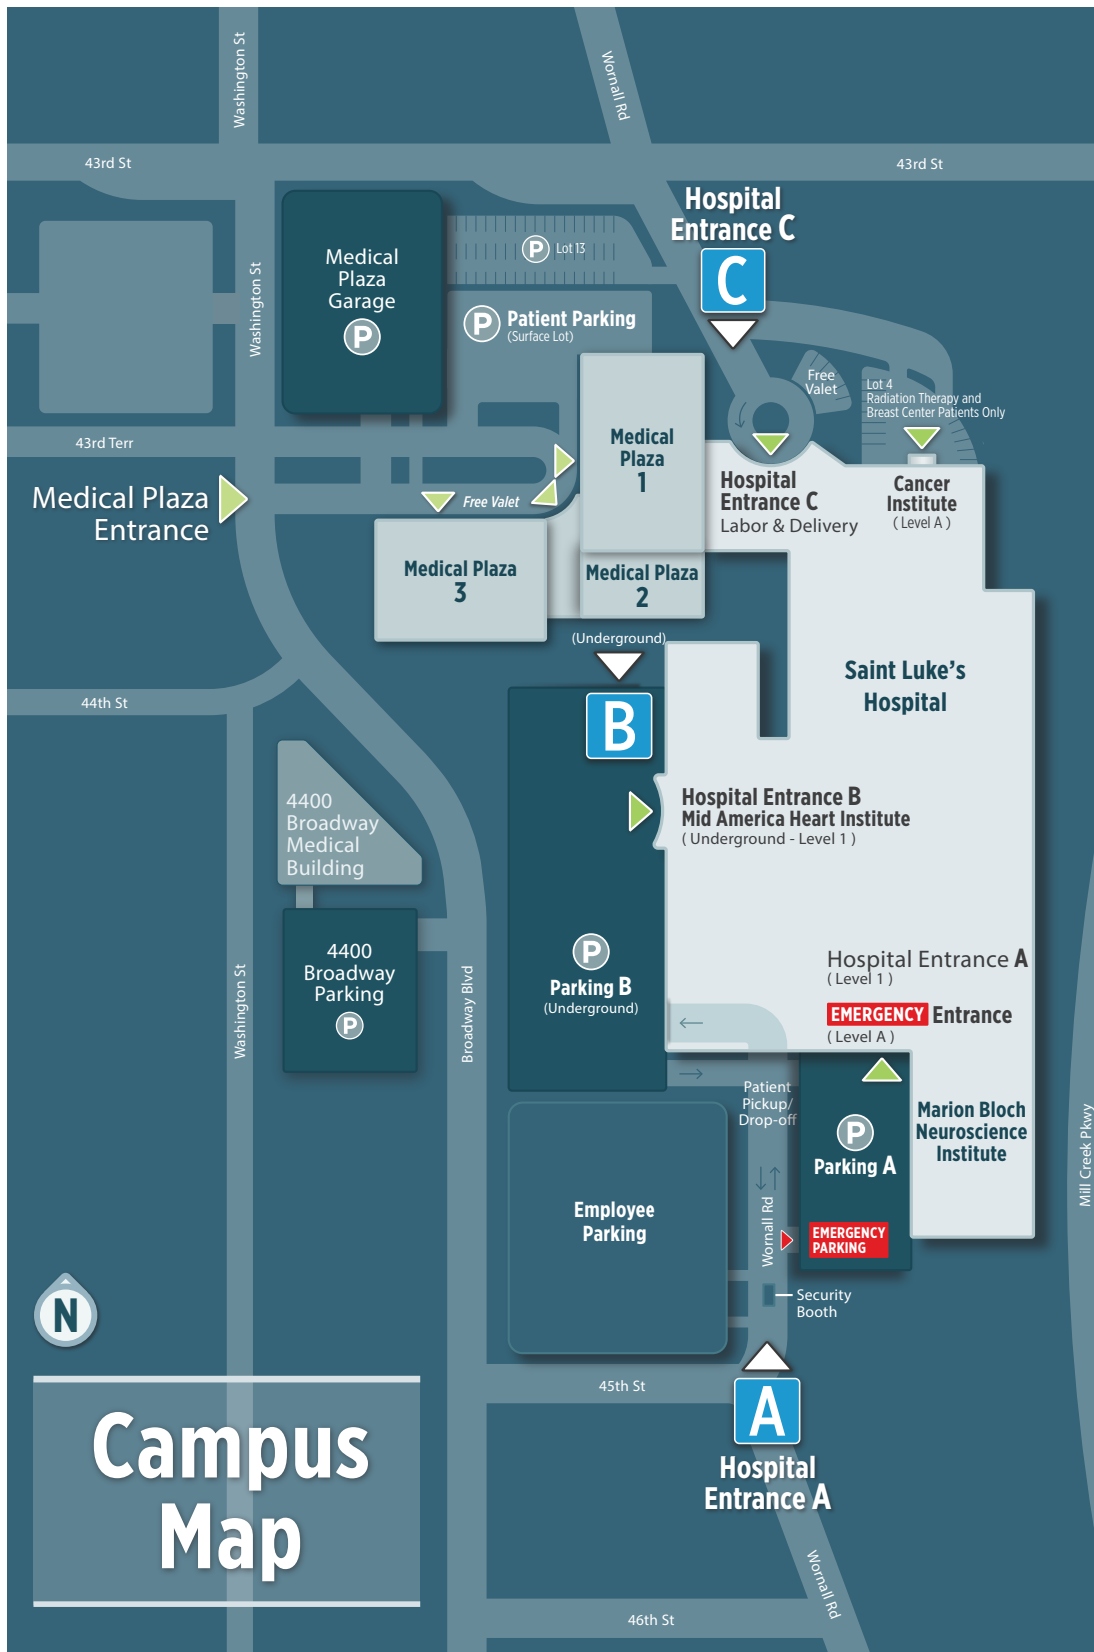 Washington St
Wornall Rd
43rd St
43rd St
Hospital
Entrance C
C
Medical
Plaza
Garage
P
P Lot 13
Washington St
P Patient Parking
(Surface Lot)
Free
Valet
Lot 4
Radiation Therapy and
Breast Center Patients Only
43rd Terr
Medical
Plaza
1
Medical Plaza
Entrance
Free Valet
Hospital
Entrance C
Labor & Delivery
Cancer
Institute
( Level A )
Medical Plaza
3
Medical Plaza
2
(Underground)
Saint Luke's
Hospital
44th St
B
4400
Broadway
Medical
Building
Hospital Entrance B
Mid America Heart Institute
( Underground - Level 1 )
4400
Broadway
Parking
P
P
Parking B
(Underground)
Hospital Entrance A
( Level 1 )
EMERGENCY Entrance
( Level A )
Washington St
Broadway Blvd
Patient
Pickup/
Drop-off
P
Parking A
Marion Bloch
Neuroscience
Institute
Mill Creek Pkwy
Employee
Parking
Wornall Rd
EMERGENCY
PARKING
Security
Booth
N
45th St
A
Hospital
Entrance A
Campus
Map
Wornall Rd
46th St